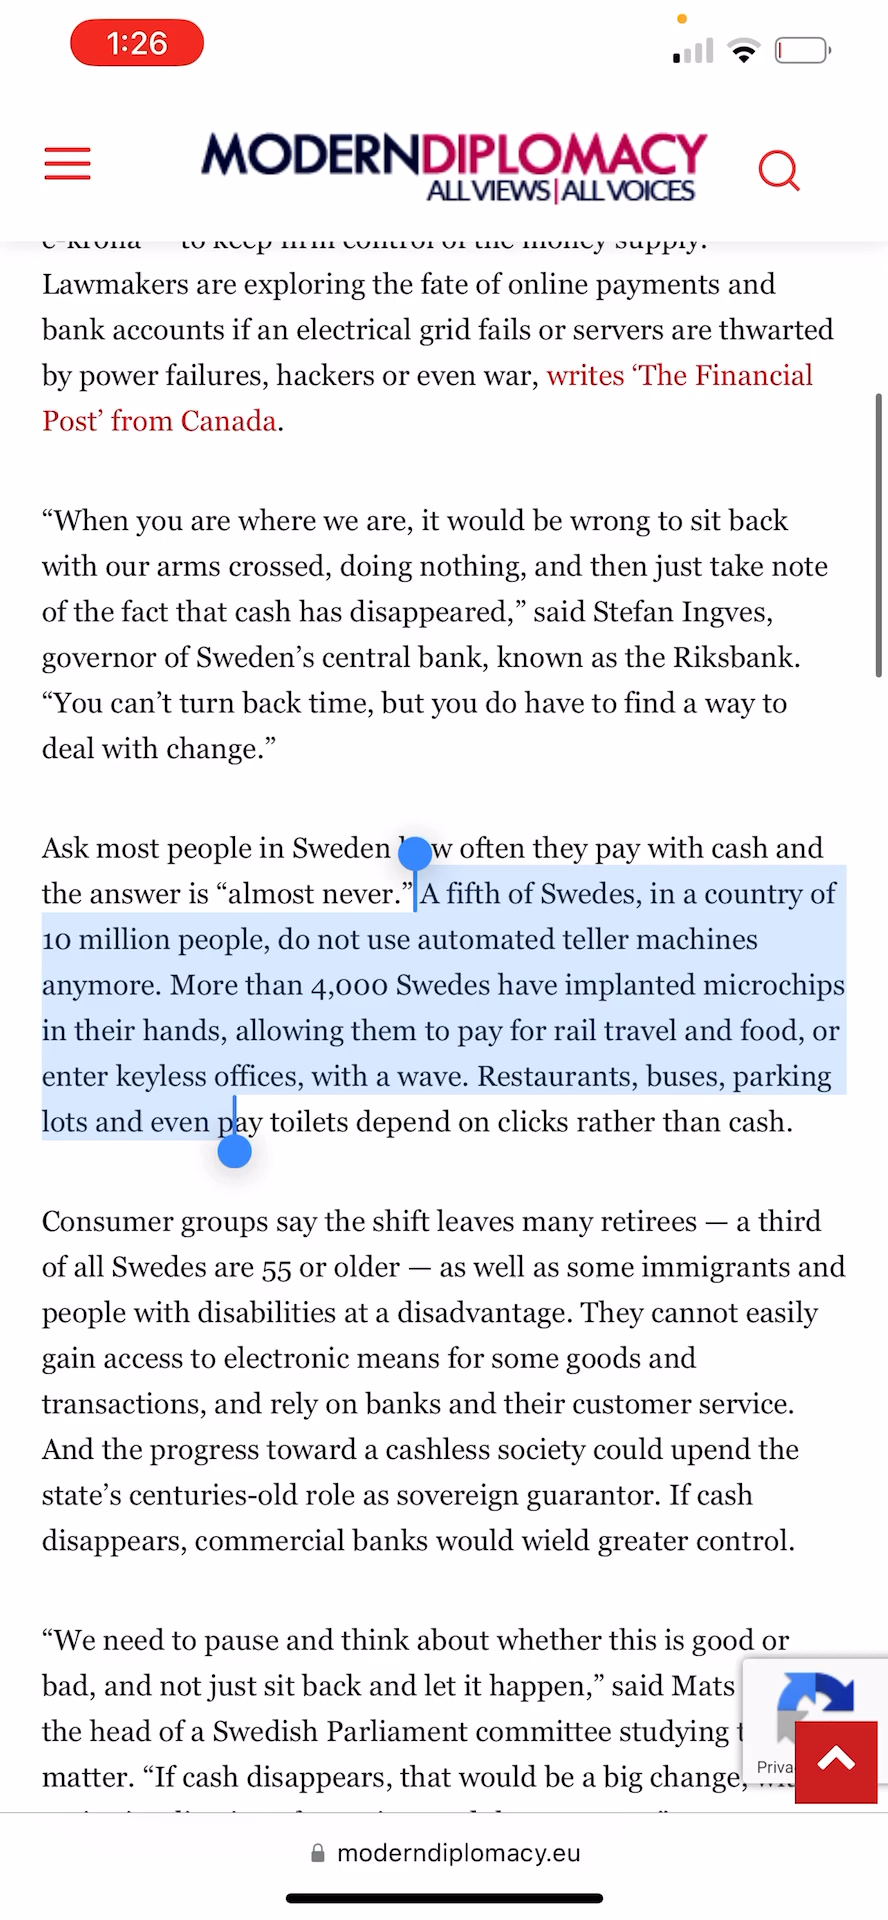 1:26
MODERNDIPLOMACY
ALL VIEWS|ALL VOICES
e-krona — to keep firm control of the money supply.
Lawmakers are exploring the fate of online payments and
bank accounts if an electrical grid fails or servers are thwarted
by power failures, hackers or even war, writes ‘The Financial
Post’ from Canada.
“When you are where we are, it would be wrong to sit back
with our arms crossed, doing nothing, and then just take note
of the fact that cash has disappeared,” said Stefan Ingves,
governor of Sweden’s central bank, known as the Riksbank.
“You can’t turn back time, but you do have to find a way to
deal with change.”
Ask most people in Sweden how often they pay with cash and
the answer is “almost never.” A fifth of Swedes, in a country of
10 million people, do not use automated teller machines
anymore. More than 4,000 Swedes have implanted microchips
in their hands, allowing them to pay for rail travel and food, or
enter keyless offices, with a wave. Restaurants, buses, parking
lots and even pay toilets depend on clicks rather than cash.
Consumer groups say the shift leaves many retirees — a third
of all Swedes are 55 or older — as well as some immigrants and
people with disabilities at a disadvantage. They cannot easily
gain access to electronic means for some goods and
transactions, and rely on banks and their customer service.
And the progress toward a cashless society could upend the
state’s centuries-old role as sovereign guarantor. If cash
disappears, commercial banks would wield greater control.
“We need to pause and think about whether this is good or
bad, and not just sit back and let it happen,” said Mats
the head of a Swedish Parliament committee studying
matter. “If cash disappears, that would be a big change,
Priva
moderndiplomacy.eu